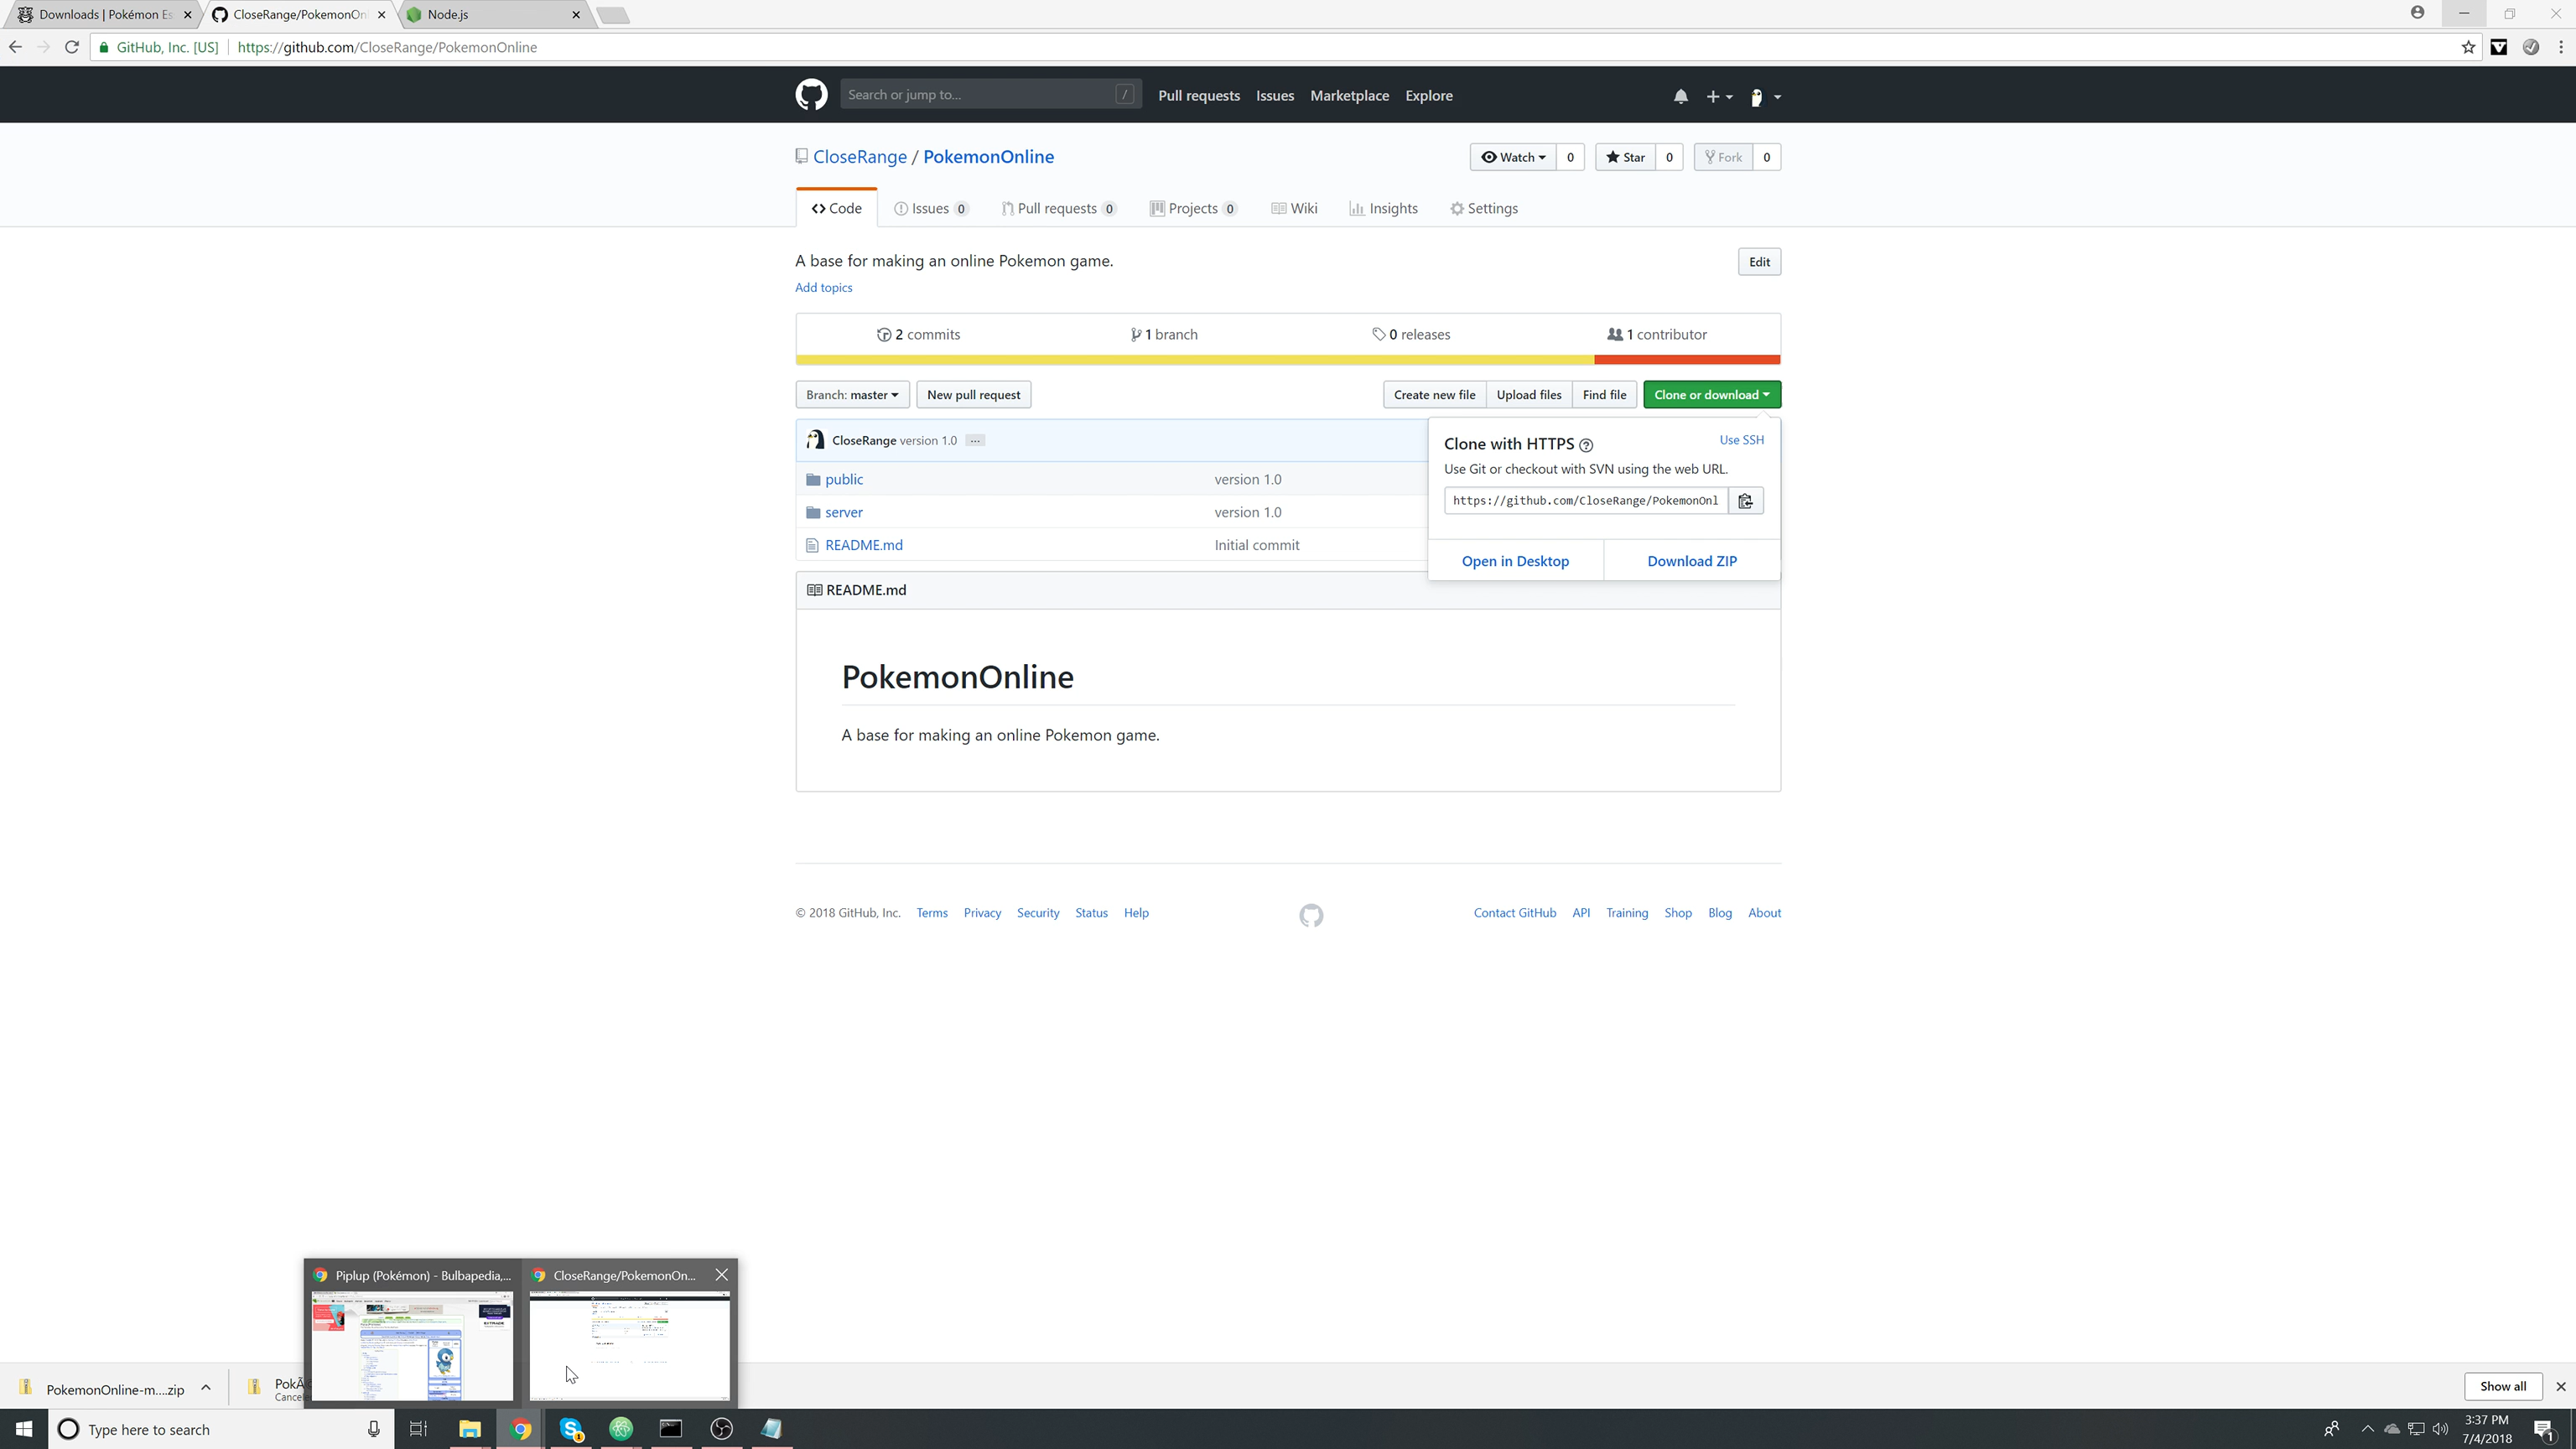 Downloads | Pokémon Es
CloseRange/PokemonOnl
Node.js
GitHub, Inc. [US]
https://github.com/CloseRange/PokemonOnline
Search or jump to...
/
Pull requests
Issues
Marketplace
Explore
CloseRange / PokemonOnline
Watch
0
Star
0
Fork
0
Code
Issues 0
Pull requests 0
Projects 0
Wiki
Insights
Settings
A base for making an online Pokemon game.
Edit
Add topics
2 commits
1 branch
0 releases
1 contributor
Branch: master
New pull request
Create new file
Upload files
Find file
Clone or download
CloseRange version 1.0 ...
Clone with HTTPS ?
Use SSH
Use Git or checkout with SVN using the web URL.
https://github.com/CloseRange/PokemonOnl
Open in Desktop
Download ZIP
public
version 1.0
server
version 1.0
README.md
Initial commit
README.md
PokemonOnline
A base for making an online Pokemon game.
© 2018 GitHub, Inc.
Terms
Privacy
Security
Status
Help
Contact GitHub
API
Training
Shop
Blog
About
Piplup (Pokémon) - Bulbapedia,...
CloseRange/PokemonOn...
PokemonOnline-m....zip
PokÃ
Cancele
Show all
Type here to search
3:37 PM
7/4/2018